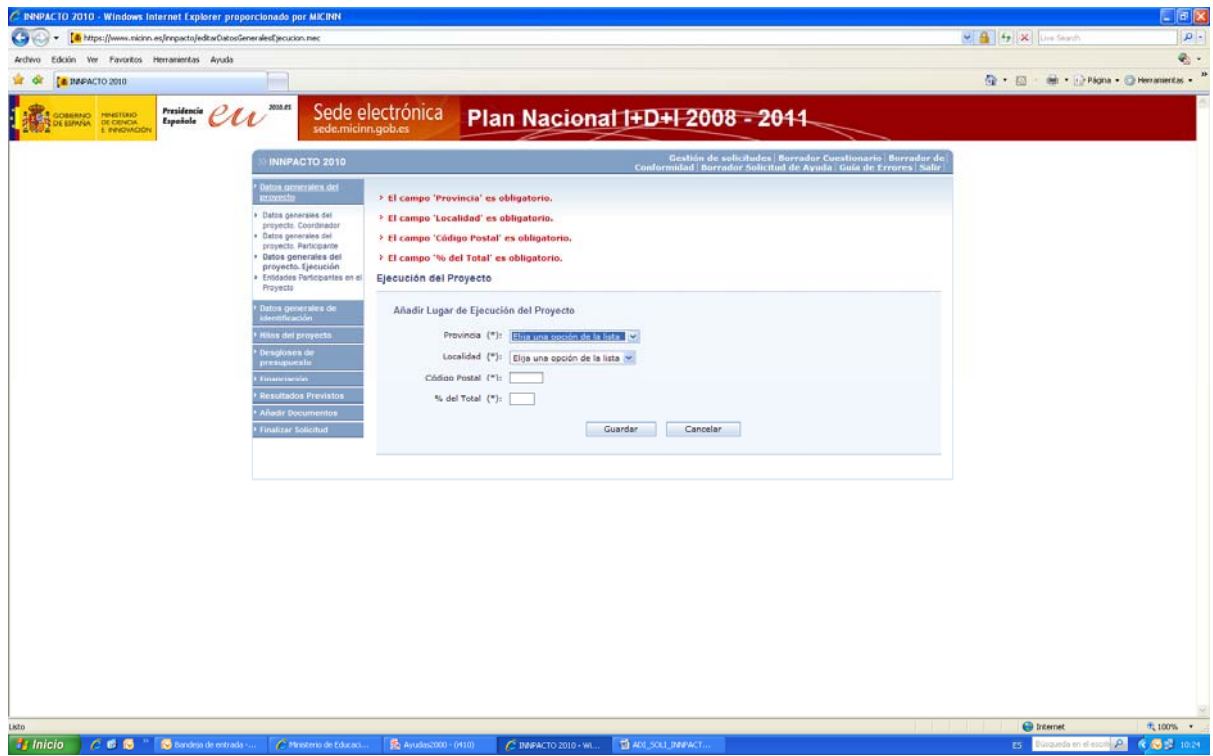 INNPACTO 2010 - Windows Internet Explorer proporcionado por MICINN
https://www.micinn.es/innpacto/editarDatosGeneralesEjecucion.mec
Live Search
Archivo Edición Ver Favoritos Herramientas Ayuda
INNPACTO 2010
Página Herramientas
GOBIERNO DE ESPAÑA
MINISTERIO DE CIENCIA E INNOVACIÓN
Presidencia Española eu 2010.es
Sede electrónica
sede.micinn.gob.es
Plan Nacional I+D+I 2008 - 2011
INNPACTO 2010
Gestión de solicitudes | Borrador Cuestionario | Borrador de
Conformidad | Borrador Solicitud de Ayuda | Guía de Errores | Salir
Datos generales del
proyecto
Datos generales del
proyecto. Coordinador
Datos generales del
proyecto. Participante
Datos generales del
proyecto. Ejecución
Entidades Participantes en el
Proyecto
Datos generales de
identificación
Hitos del proyecto
Desgloses de
presupuesto
Financiación
Resultados Previstos
Añadir Documentos
Finalizar Solicitud
El campo 'Provincia' es obligatorio.
El campo 'Localidad' es obligatorio.
El campo 'Código Postal' es obligatorio.
El campo '% del Total' es obligatorio.
Ejecución del Proyecto
Añadir Lugar de Ejecución del Proyecto
Provincia (*): Elija una opción de la lista
Localidad (*): Elija una opción de la lista
Código Postal (*):
% del Total (*):
Guardar Cancelar
Listo
Internet
100%
Inicio
Bandeja de entrada -...
Ministerio de Educaci...
Ayudas2000 - (N410)
INNPACTO 2010 - Wi...
ADI_SOLI_INNPACT...
ES
Búsqueda en el escrit
10:24